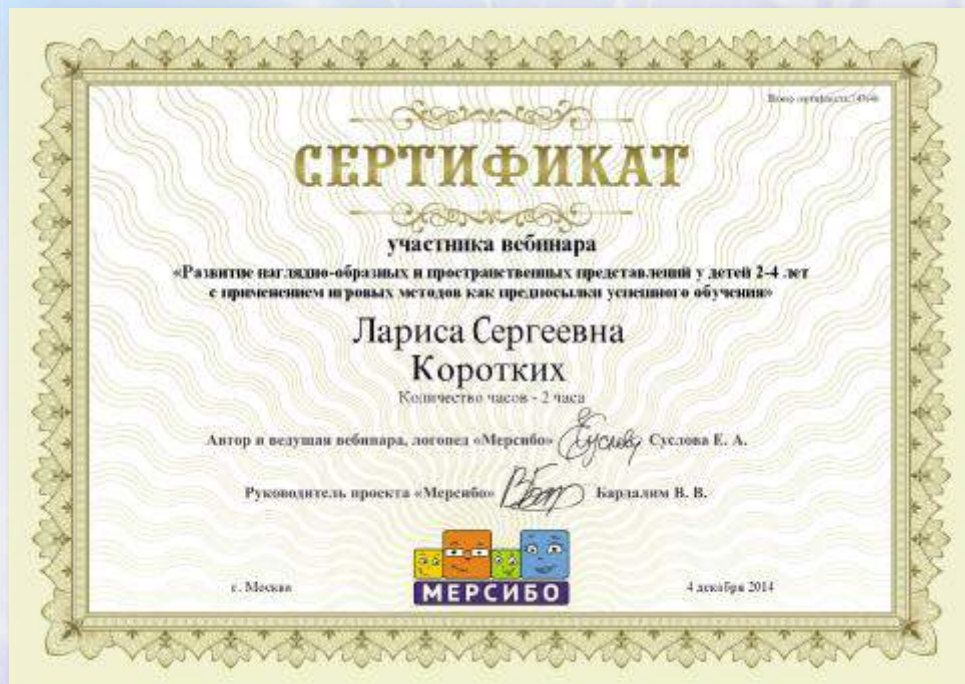 Номер сертификата:
СЕРТИФИКАТ
участника вебинара
«Развитие наглядно-образных и пространственных представлений у детей 2-4 лет
с применением игровых методов как предпосылки успешного обучения»
Лариса Сергеевна
Коротких
Количество часов - 2 часа
Автор и ведущая вебинара, логопед «Мерсибо» Суслова Е. А.
Руководитель проекта «Мерсибо» Бардалим В. В.
МЕРСИБО
г. Москва 4 декабря 2014